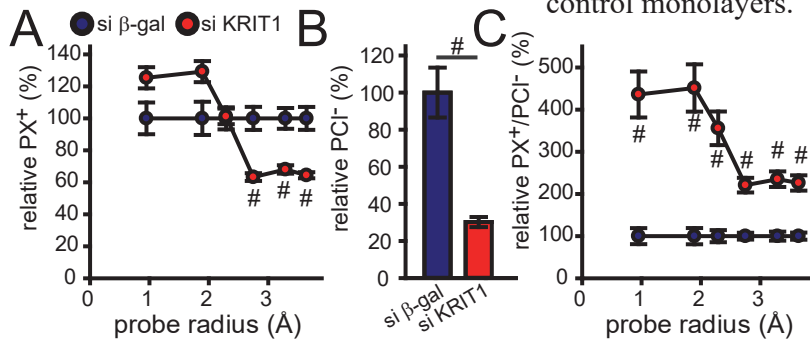 control monolayers.
A
si β-gal
si KRIT1
relative PX⁺ (%)
140
120
100
80
60
40
20
0
# # #
0 1 2 3
probe radius (Å)
B
relative PCl⁻ (%)
120
100
80
60
40
20
0
#
si β-gal
si KRIT1
C
relative PX⁺/PCl⁻ (%)
500
400
300
200
100
0
# # # # # #
0 1 2 3
probe radius (Å)